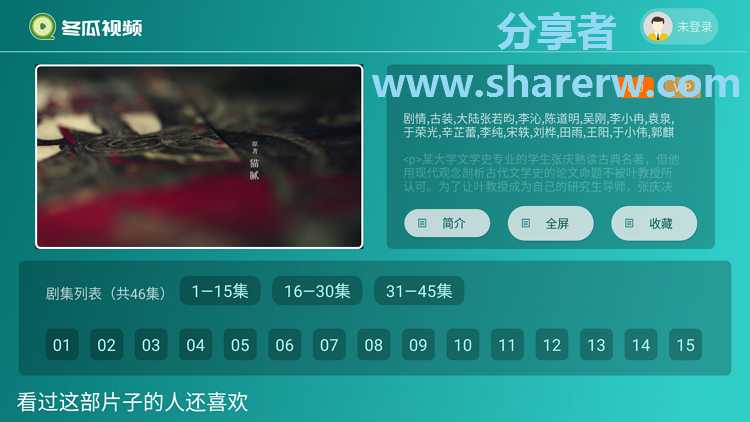 冬瓜视频
分享者
未登录
www.sharerw.com
剧情,古装,大陆张若昀,李沁,陈道明,吴刚,李小冉,袁泉,
于荣光,辛芷蕾,李纯,宋轶,刘桦,田雨,王阳,于小伟,郭麒
<p>某大学文学史专业的学生张庆熟读古典名著，但他
用现代观念剖析古代文学史的论文命题不被叶教授所
认可。为了让叶教授成为自己的研究生导师，张庆决
原著
猫腻
简介
全屏
收藏
剧集列表（共46集）
1—15集
16—30集
31—45集
01 02 03 04 05 06 07 08 09 10 11 12 13 14 15
看过这部片子的人还喜欢